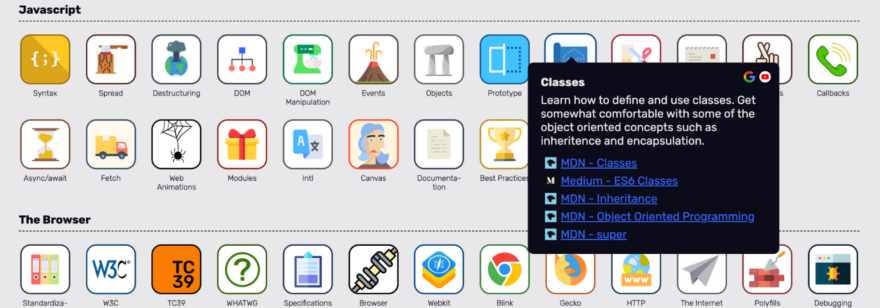 Javascript
{;}
Syntax
Spread
Destructuring
DOM
DOM
Manipulation
Events
Objects
Prototype
s
Callbacks
Classes
Learn how to define and use classes. Get
somewhat comfortable with some of the
object oriented concepts such as
inheritence and encapsulation.
MDN - Classes
M Medium - ES6 Classes
MDN - Inheritance
MDN - Object Oriented Programming
MDN - super
Async/await
Fetch
Web
Animations
Modules
A 文
Intl
Canvas
Documenta-
tion
Best Practices
The Browser
W3C
TC
39
?
WWW
Standardiza-
W3C
TC39
WHATWG
Specifications
Browser
Webkit
Blink
Gecko
HTTP
The Internet
Polyfills
Debugging